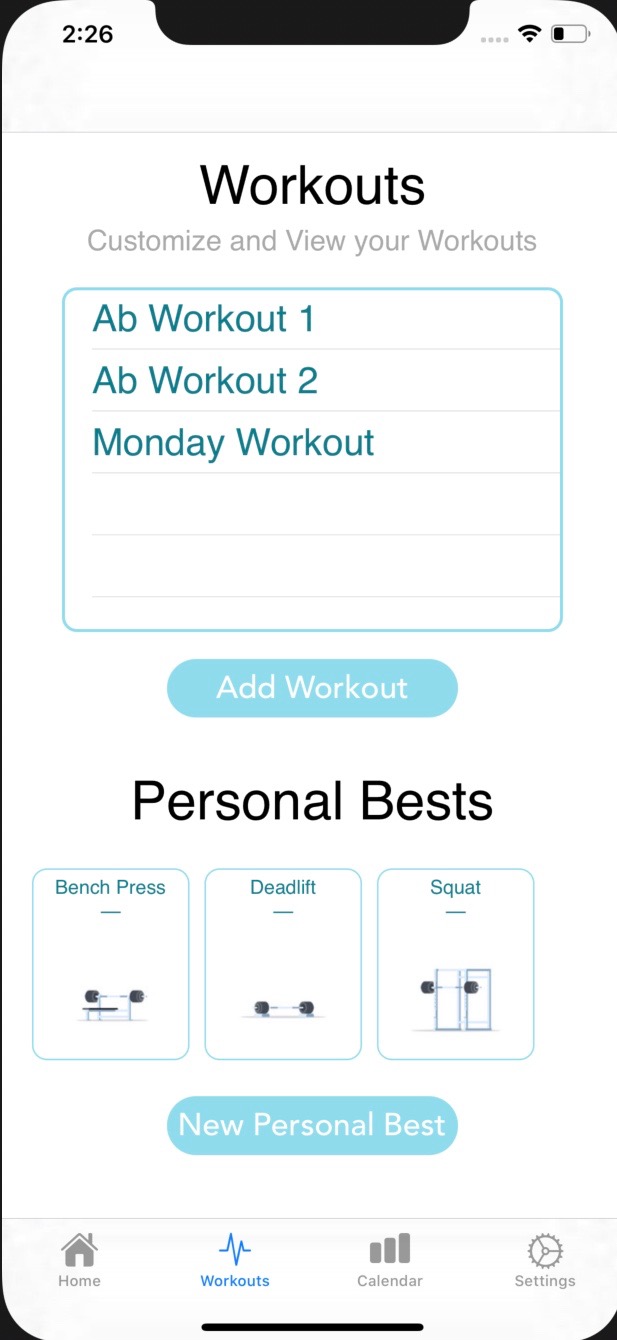 2:26
Workouts
Customize and View your Workouts
Ab Workout 1
Ab Workout 2
Monday Workout
Add Workout
Personal Bests
Bench Press Deadlift Squat
— — —
New Personal Best
Home Workouts Calendar Settings